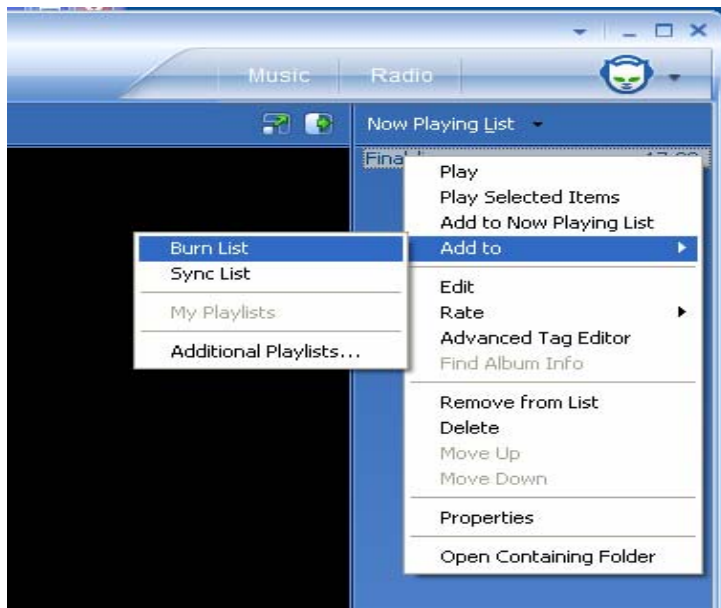 Music Radio
Now Playing List
Play
Play Selected Items
Add to Now Playing List
Add to
Burn List
Sync List
My Playlists
Additional Playlists...
Edit
Rate
Advanced Tag Editor
Find Album Info
Remove from List
Delete
Move Up
Move Down
Properties
Open Containing Folder